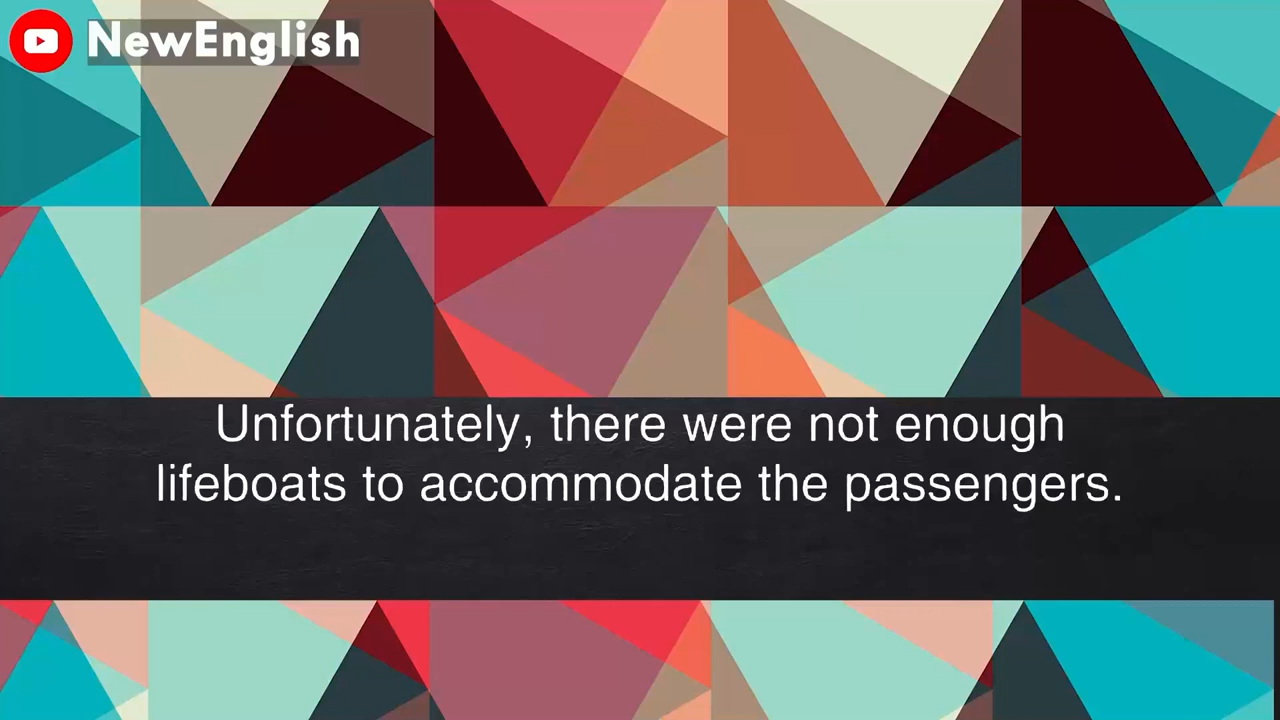 NewEnglish
Unfortunately, there were not enough
lifeboats to accommodate the passengers.